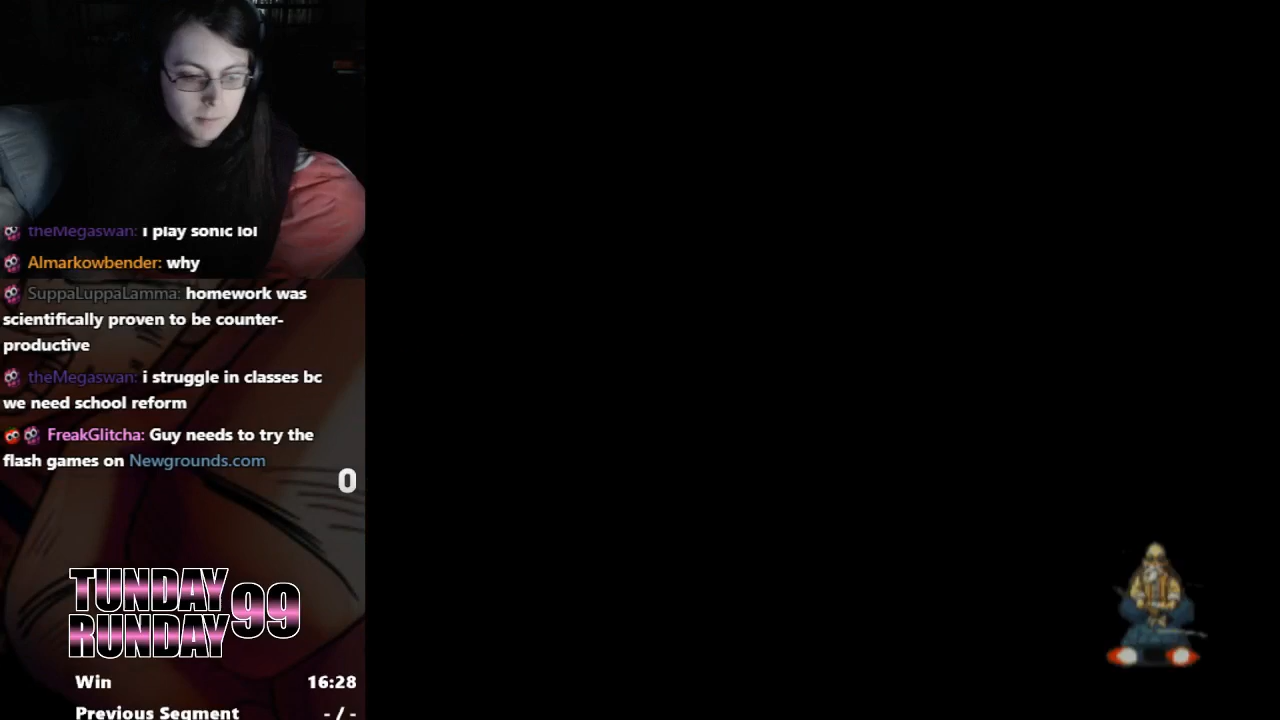 theMegaswan: i play sonic lol
Almarkowbender: why
SuppaLuppaLamma: homework was
scientifically proven to be counter-
productive
theMegaswan: i struggle in classes bc
we need school reform
FreakGlitcha: Guy needs to try the
flash games on Newgrounds.com
0
TUNDAY
RUNDAY 99
Win 16:28
Previous Segment - / -